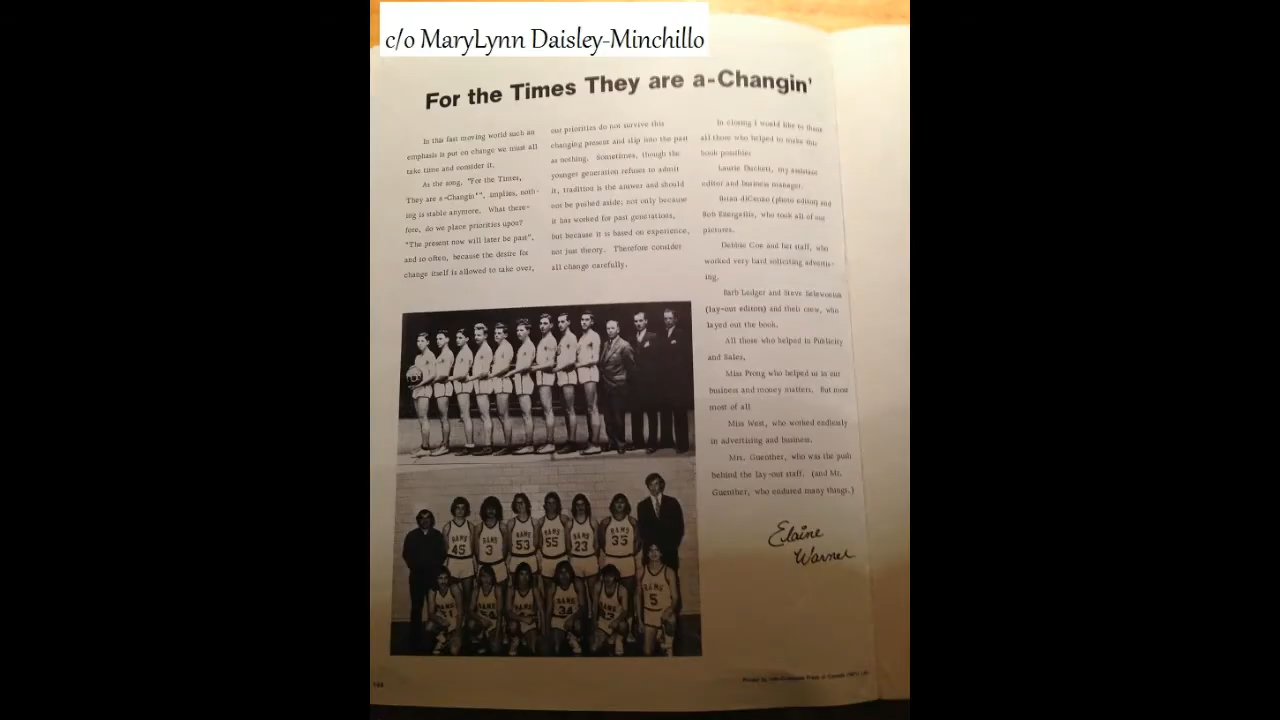 c/o MaryLynn Daisley-Minchillo
For the Times They are a-Changin'
In this fast moving world such an
emphasis is put on change we must all
take time and consider it.
As the song, "For the Times,
They are a-Changin'", implies, noth-
ing is stable anymore. What there-
fore, do we place priorities upon?
"The present now will later be past",
and so often, because the desire for
change itself is allowed to take over,
our priorities do not survive this
changing present and slip into the past
as nothing. Sometimes, though the
younger generation refuses to admit
it, tradition is the answer and should
not be pushed aside; not only because
it has worked for past generations,
but because it is based on experience,
not just theory. Therefore consider
all change carefully.
In closing I would like to thank
all those who helped to make this
book possible:
Laurie Duckett, my assistant
editor and business manager.
Brian (photo editor) and
Bob who took all of our
pictures.
Debbie Goe and her staff, who
worked very hard soliciting advertis-
ing.
Barb Ledger and Steve
(lay-out editors) and their crew, who
layed out the book.
All those who helped in Publicity
and Sales,
Miss Prong who helped us in our
business and money matters. But most
most of all
Miss West, who worked endlessly
in advertising and business.
Mrs. Guenther, who was the push
behind the lay-out staff. (and Mr.
Guenther, who endured many things.)
Elaine
Warner
RAMS RAMS RAMS RAMS RAMS RAMS
45 3 53 55 23 35
RAMS RAMS
34 5
Printed by Press of Canada